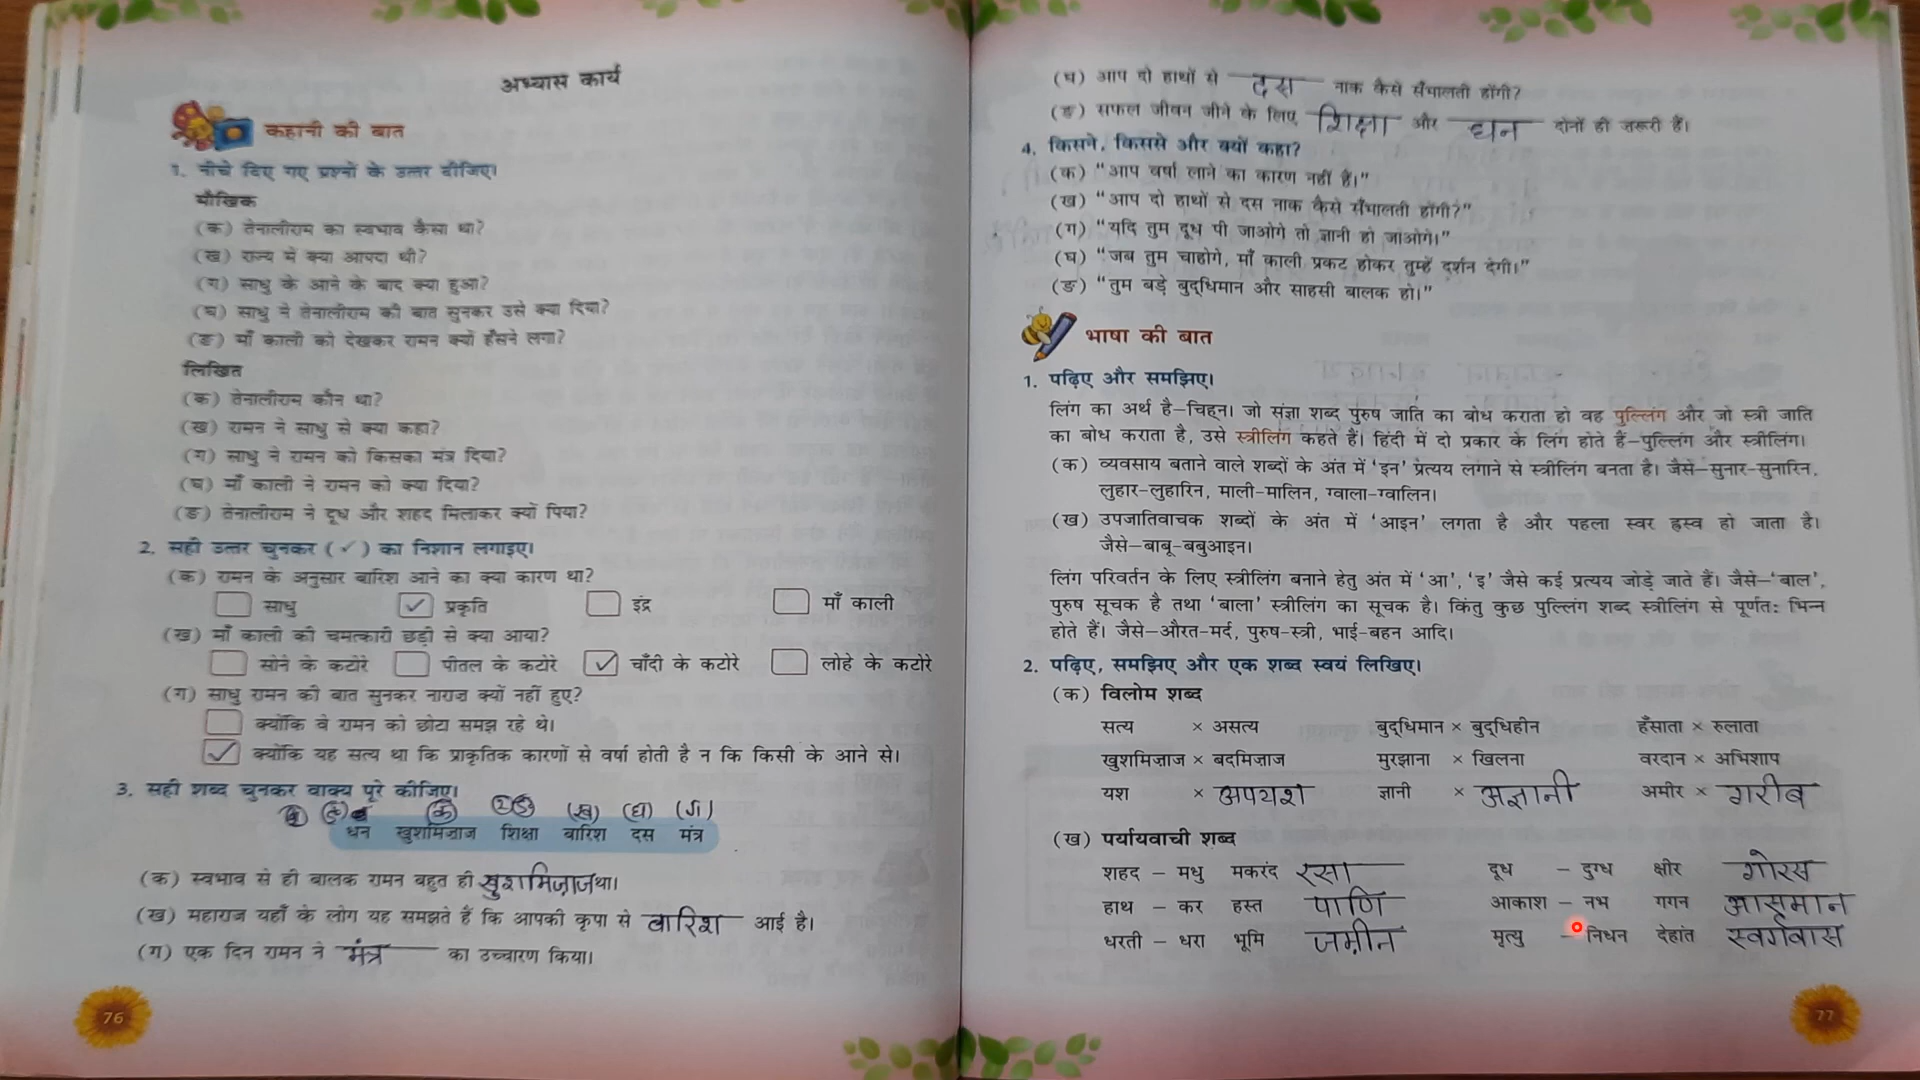 अभ्यास कार्य
कहानी की बात
1. नीचे दिए गए प्रश्नों के उत्तर दीजिए।
मौखिक
(क) तेनालीराम का स्वभाव कैसा था?
(ख) राज्य में क्या आपदा थी?
(ग) साधु के आने के बाद क्या हुआ?
(घ) साधु ने तेनालीराम की बात सुनकर उसे क्या दिया?
(ङ) माँ काली को देखकर रामन क्यों हँसने लगा?
लिखित
(क) तेनालीराम कौन था?
(ख) रामन ने साधु से क्या कहा?
(ग) साधु ने रामन को किसका मंत्र दिया?
(घ) माँ काली ने रामन को क्या दिया?
(ङ) तेनालीराम ने दूध और शहद मिलाकर क्यों पिया?
2. सही उत्तर चुनकर (✓) का निशान लगाइए।
(क) रामन के अनुसार बारिश आने का क्या कारण था?
साधु ✓ प्रकृति इंद्र माँ काली
(ख) माँ काली की चमत्कारी छड़ी से क्या आया?
सोने के कटोरे पीतल के कटोरे ✓ चाँदी के कटोरे लोहे के कटोरे
(ग) साधु रामन की बात सुनकर नाराज़ क्यों नहीं हुए?
क्योंकि वे रामन को छोटा समझ रहे थे।
✓ क्योंकि यह सत्य था कि प्राकृतिक कारणों से वर्षा होती है न कि किसी के आने से।
3. सही शब्द चुनकर वाक्य पूरे कीजिए।
(क) (ख) (घ) (ग)
धन खुशमिज़ाज शिक्षा बारिश दस मंत्र
(क) स्वभाव से ही बालक रामन बहुत ही खुशमिज़ाज था।
(ख) महाराज यहाँ के लोग यह समझते हैं कि आपकी कृपा से बारिश आई है।
(ग) एक दिन रामन ने मंत्र का उच्चारण किया।
76
(घ) आप दो हाथों से दस नाक कैसे सँभालती होंगी?
(ङ) सफल जीवन जीने के लिए शिक्षा और धन दोनों ही ज़रूरी हैं।
4. किसने, किससे और क्यों कहा?
(क) “आप वर्षा लाने का कारण नहीं हैं।”
(ख) “आप दो हाथों से दस नाक कैसे सँभालती होंगी?”
(ग) “यदि तुम दूध पी जाओगे तो ज्ञानी हो जाओगे।”
(घ) “जब तुम चाहोगे, माँ काली प्रकट होकर तुम्हें दर्शन देगी।”
(ङ) “तुम बड़े बुद्‌धिमान और साहसी बालक हो।”
भाषा की बात
1. पढ़िए और समझिए।
लिंग का अर्थ है–चिह्न। जो संज्ञा शब्द पुरुष जाति का बोध कराता हो वह पुल्लिंग और जो स्त्री जाति
का बोध कराता है, उसे स्त्रीलिंग कहते हैं। हिंदी में दो प्रकार के लिंग होते हैं–पुल्लिंग और स्त्रीलिंग।
(क) व्यवसाय बताने वाले शब्दों के अंत में ‘इन’ प्रत्यय लगाने से स्त्रीलिंग बनता है। जैसे–सुनार-सुनारिन,
लुहार-लुहारिन, माली-मालिन, ग्वाला-ग्वालिन।
(ख) उपजातिवाचक शब्दों के अंत में ‘आइन’ लगता है और पहला स्वर ह्रस्व हो जाता है।
जैसे–बाबू-बबुआइन।
लिंग परिवर्तन के लिए स्त्रीलिंग बनाने हेतु अंत में ‘आ’, ‘इ’ जैसे कई प्रत्यय जोड़े जाते हैं। जैसे–‘बाल’,
पुरुष सूचक है तथा ‘बाला’ स्त्रीलिंग का सूचक है। किंतु कुछ पुल्लिंग शब्द स्त्रीलिंग से पूर्णतः भिन्न
होते हैं। जैसे–औरत-मर्द, पुरुष-स्त्री, भाई-बहन आदि।
2. पढ़िए, समझिए और एक शब्द स्वयं लिखिए।
(क) विलोम शब्द
सत्य × असत्य बुद्‌धिमान × बुद्‌धिहीन हँसाता × रुलाता
खुशमिज़ाज × बदमिज़ाज मुरझाना × खिलना वरदान × अभिशाप
यश × अपयश ज्ञानी × अज्ञानी अमीर × गरीब
(ख) पर्यायवाची शब्द
शहद – मधु मकरंद रसा दूध – दुग्ध क्षीर गोरस
हाथ – कर हस्त पाणि आकाश – नभ गगन आसमान
धरती – धरा भूमि जमीन मृत्यु – निधन देहांत स्वर्गवास
77